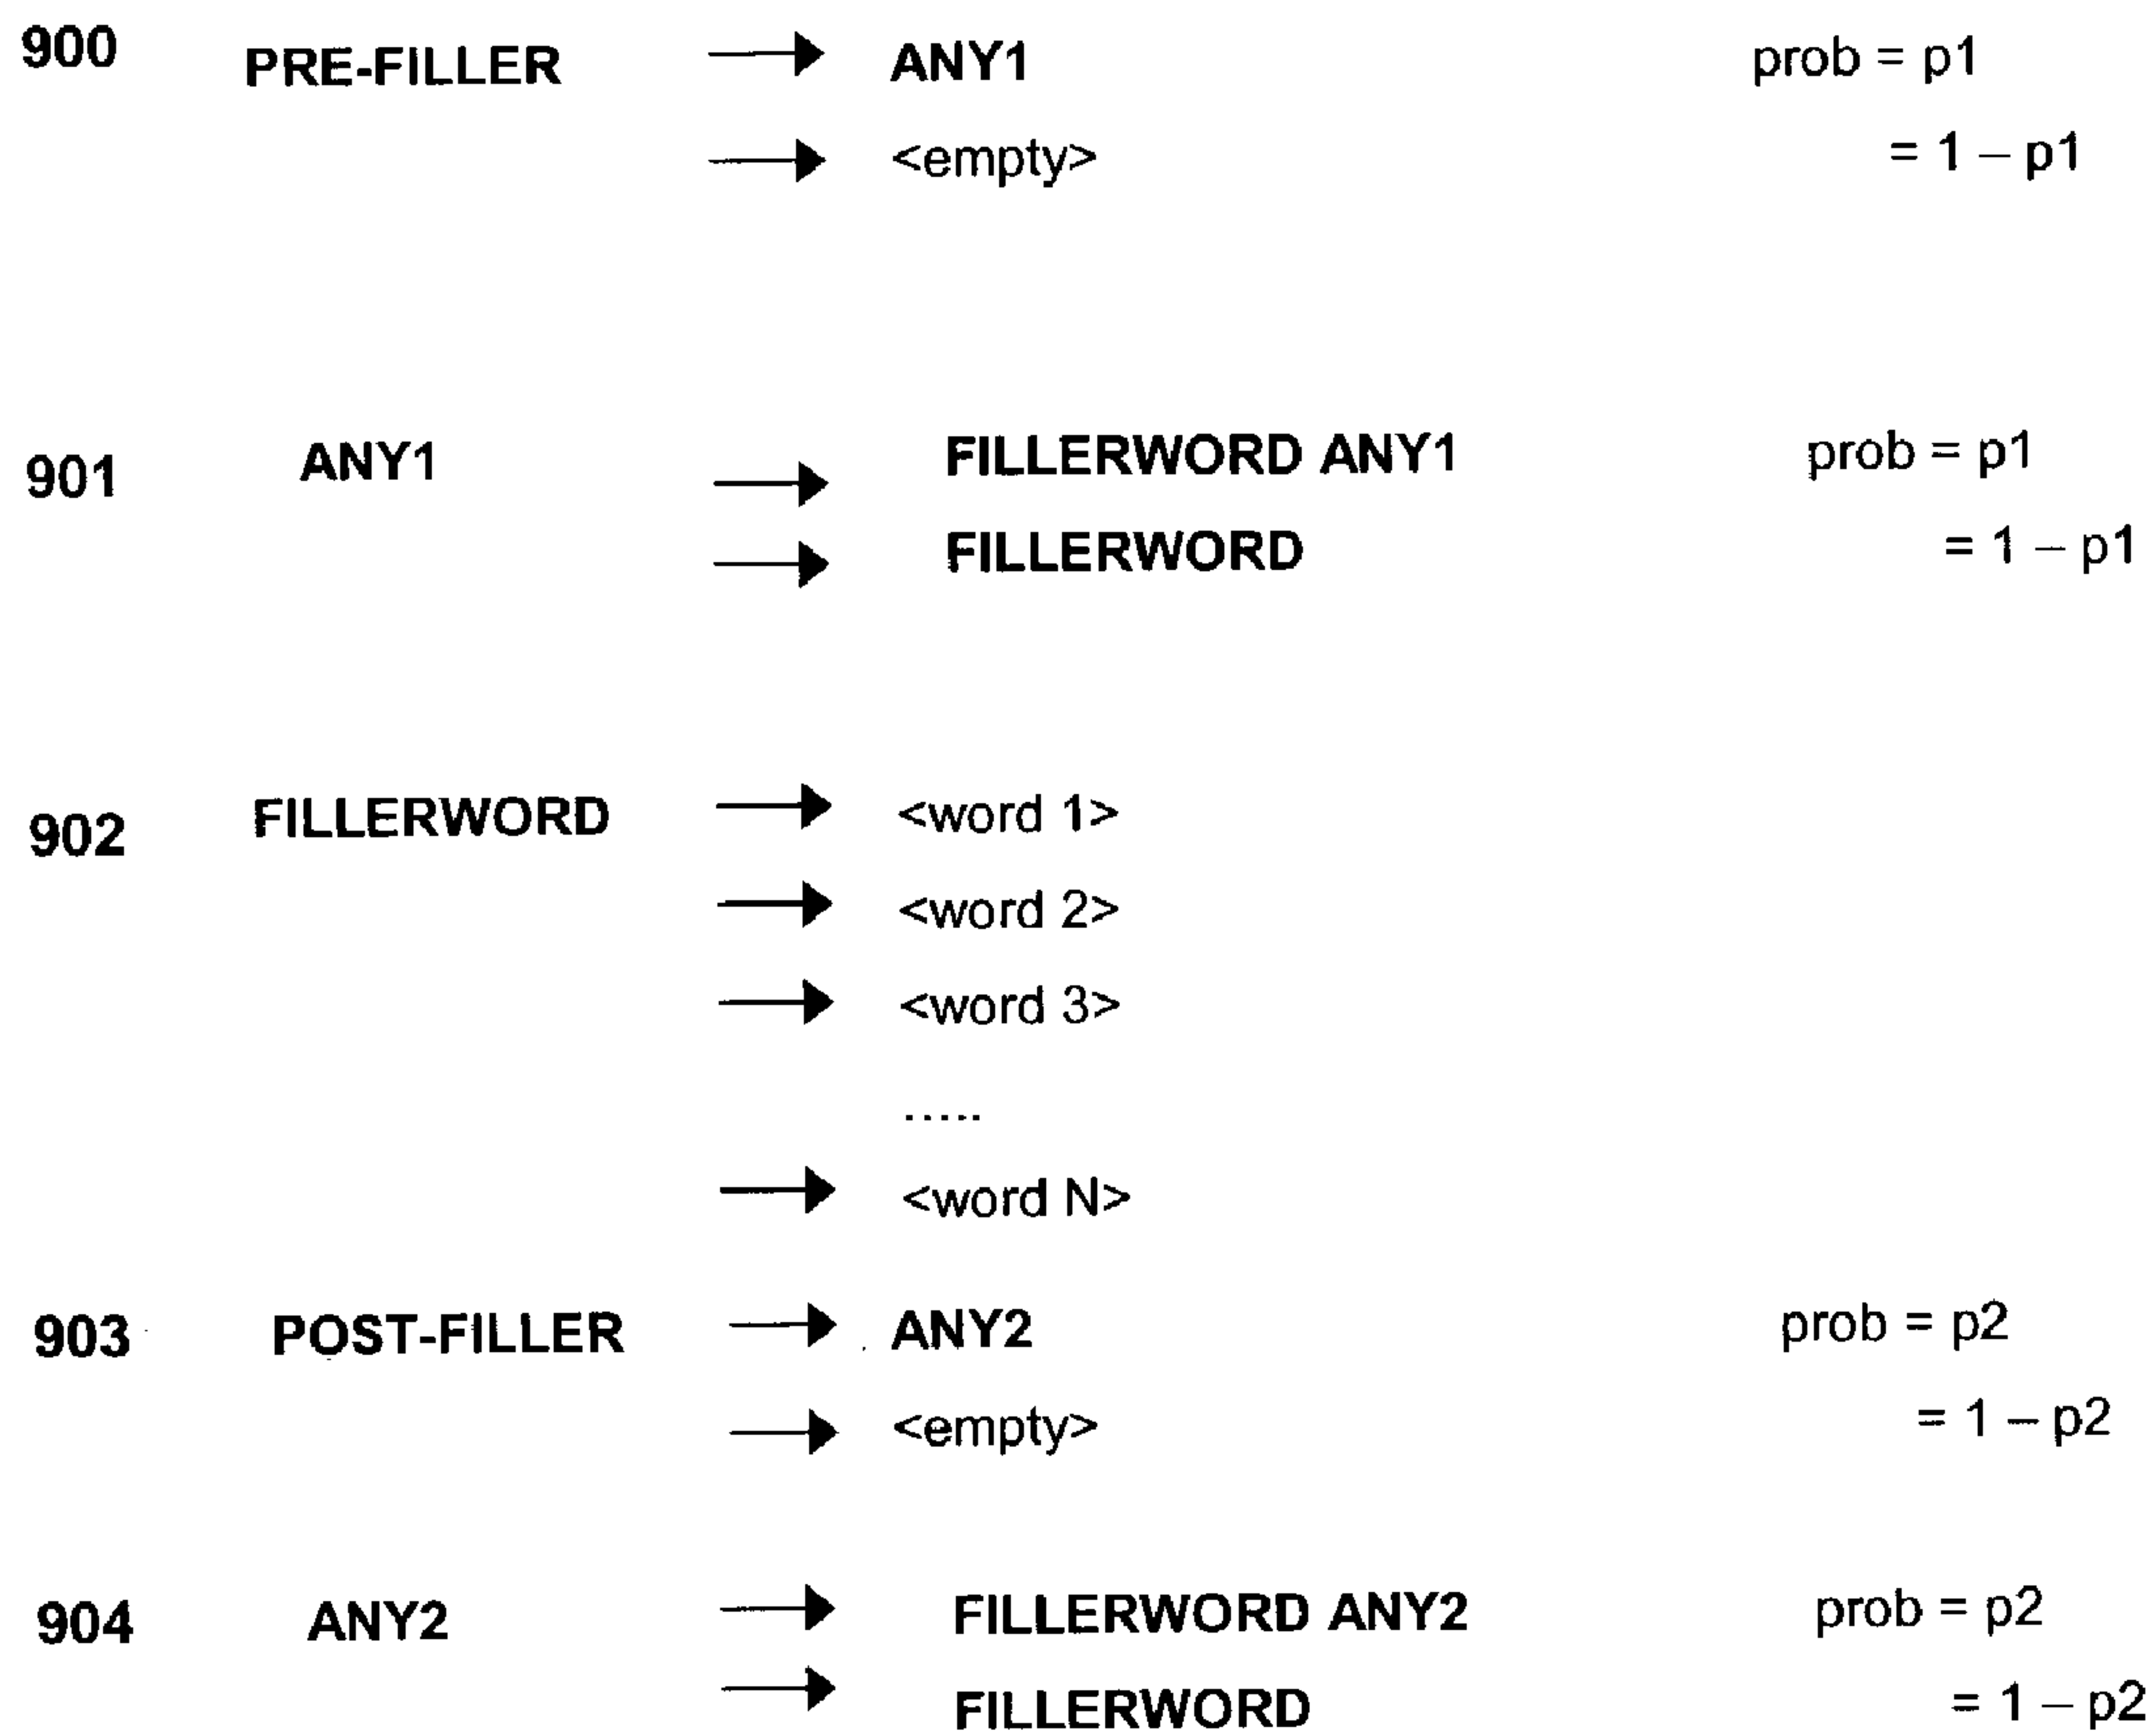 900 PRE-FILLER → ANY1 prob = p1
→ <empty> = 1 – p1
901 ANY1 → FILLERWORD ANY1 prob = p1
→ FILLERWORD = 1 – p1
902 FILLERWORD → <word 1>
→ <word 2>
→ <word 3>
.....
→ <word N>
903 POST-FILLER → ANY2 prob = p2
→ <empty> = 1 – p2
904 ANY2 → FILLERWORD ANY2 prob = p2
→ FILLERWORD = 1 – p2